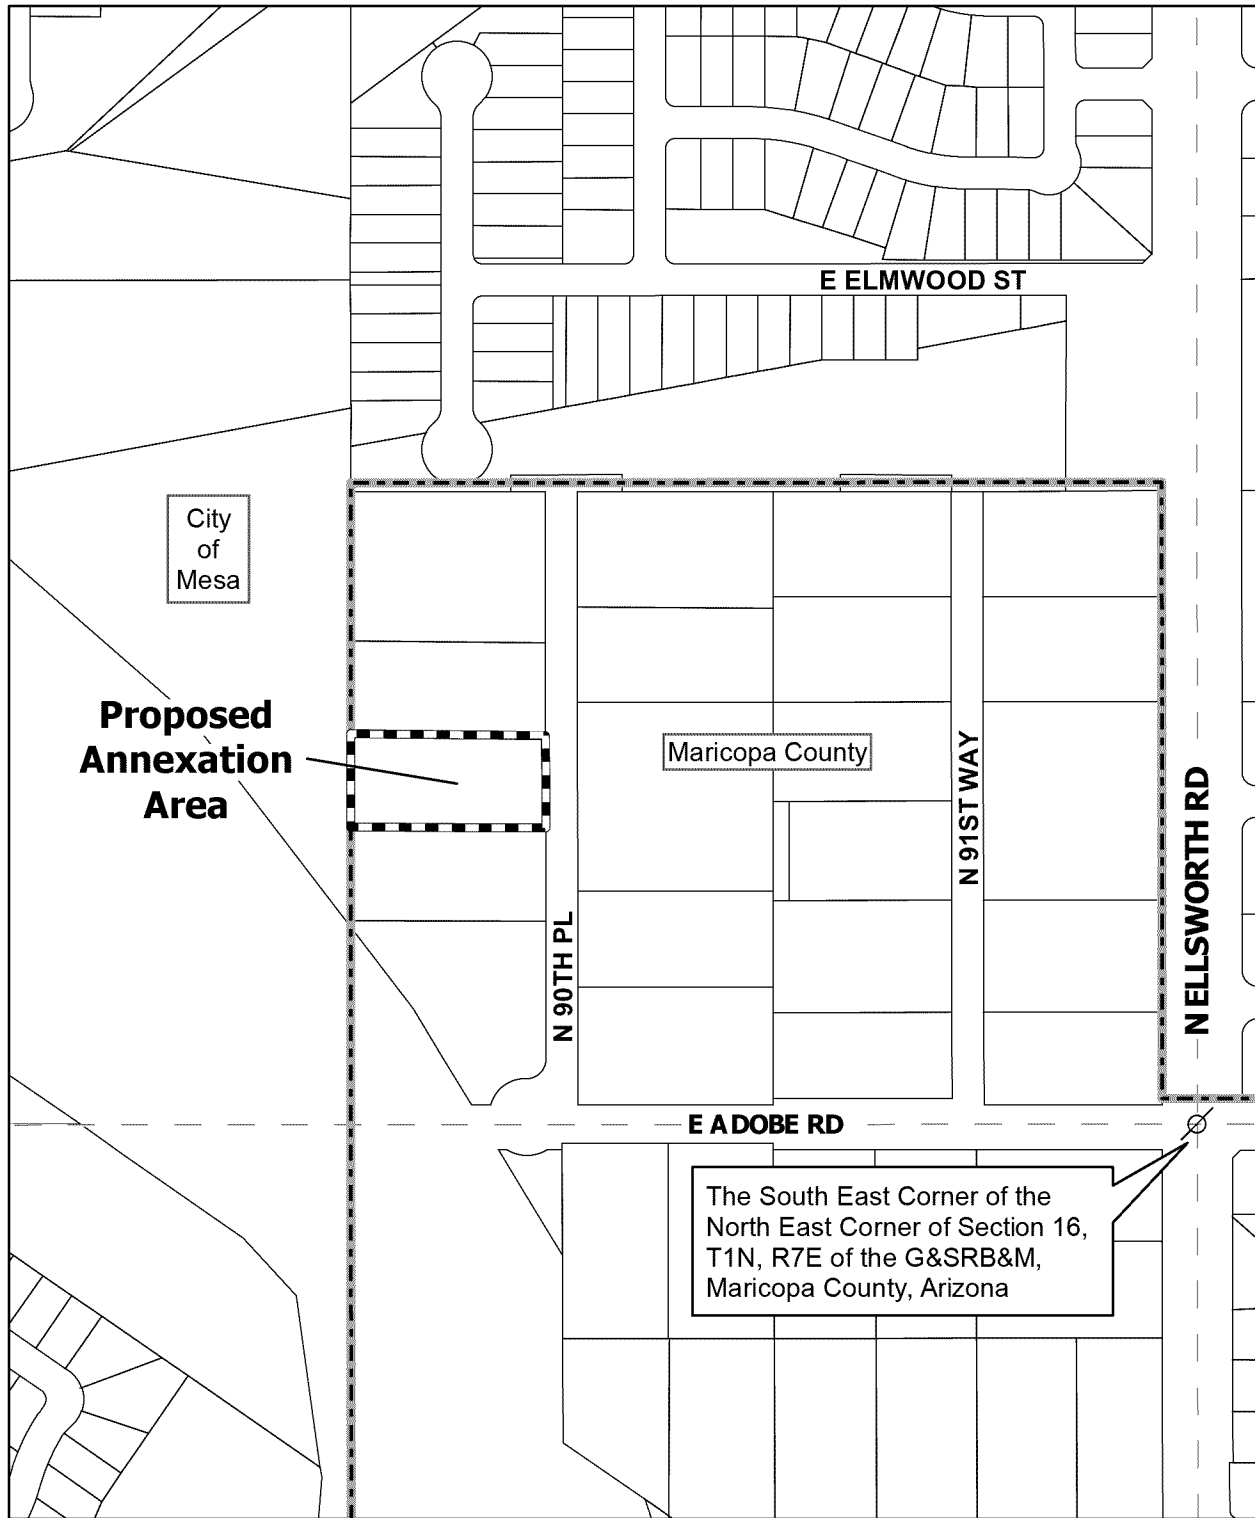 E ELMWOOD ST
City
of
Mesa
Proposed
Annexation
Area
Maricopa County
N 91ST WAY
N ELLSWORTH RD
N 90TH PL
E ADOBE RD
The South East Corner of the
North East Corner of Section 16,
T1N, R7E of the G&SRB&M,
Maricopa County, Arizona